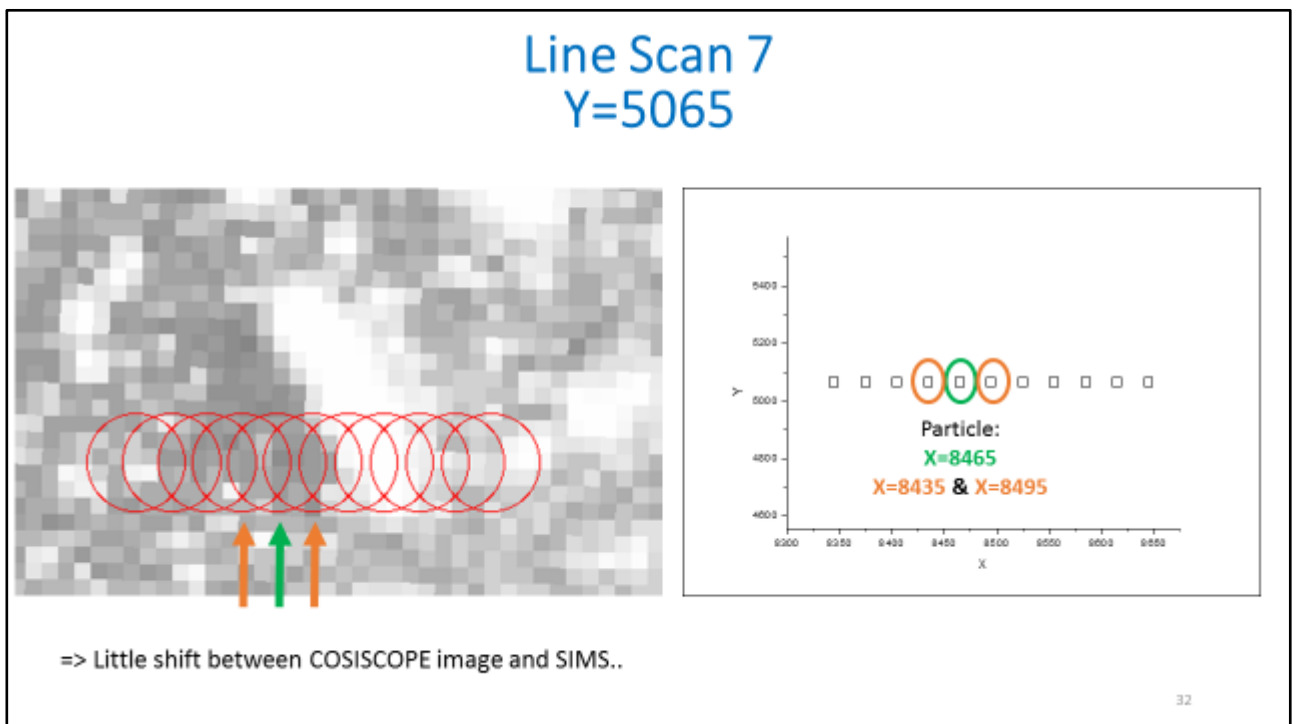 Line Scan 7
Y=5065
5400
5200
5000
4800
4600
Y
8300 8350 8400 8450 8500 8550 8600 8650
X
Particle:
X=8465
X=8435 & X=8495
=> Little shift between COSISCOPE image and SIMS..
32